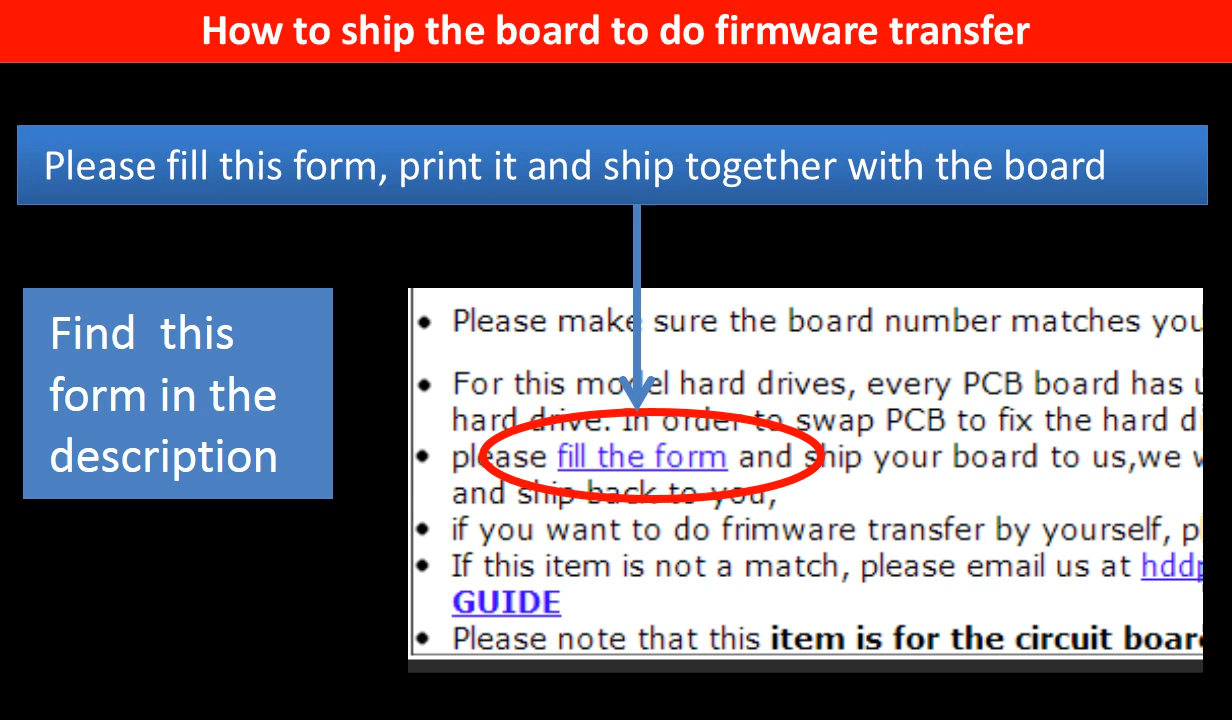 How to ship the board to do firmware transfer
Please fill this form, print it and ship together with the board
Find this
form in the
description
Please make sure the board number matches
For this model hard drives, every PCB board has
hard drive. In order to swap PCB to fix the hard
please fill the form and ship your board to us,we
and ship back to you,
if you want to do frimware transfer by yourself,
If this item is not a match, please email us at
GUIDE
Please note that this item is for the circuit